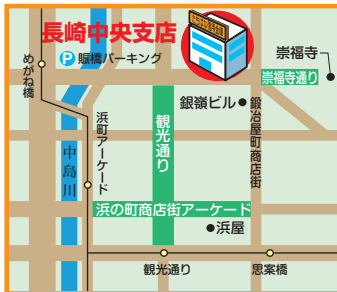 長崎中央支店
崇福寺
P 賑橋パーキング
崇福寺通り
めがね橋
銀嶺ビル
鍛冶屋町商店街
観光通り
浜町アーケード
中島川
浜の町商店街アーケード
浜屋
観光通り
思案橋